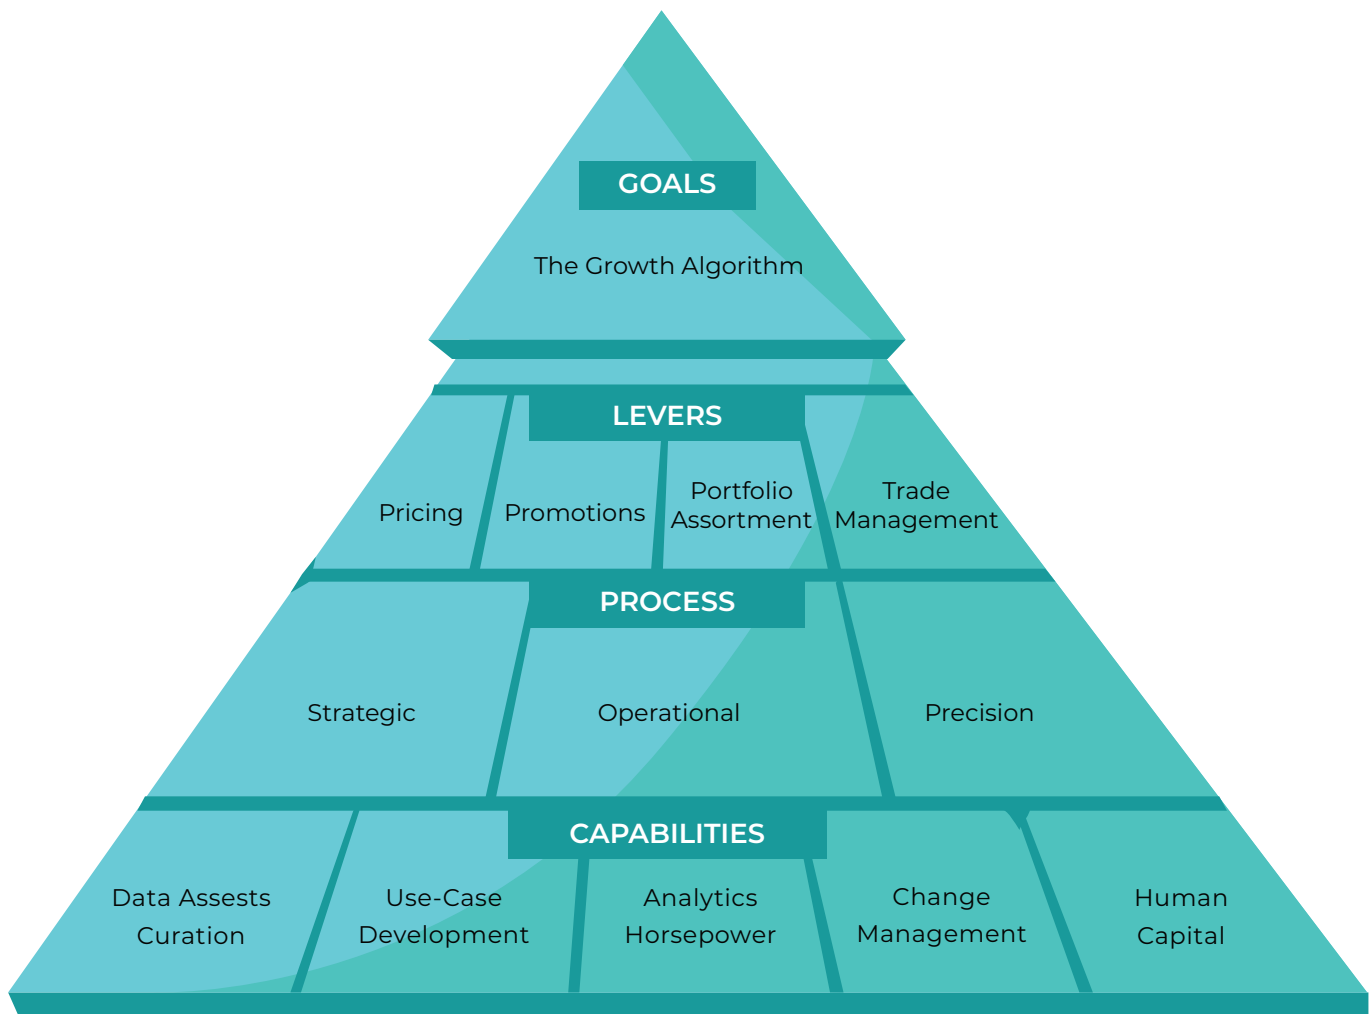 GOALS
The Growth Algorithm
LEVERS
Pricing
Promotions
Portfolio
Assortment
Trade
Management
PROCESS
Strategic
Operational
Precision
CAPABILITIES
Data Assests
Curation
Use-Case
Development
Analytics
Horsepower
Change
Management
Human
Capital